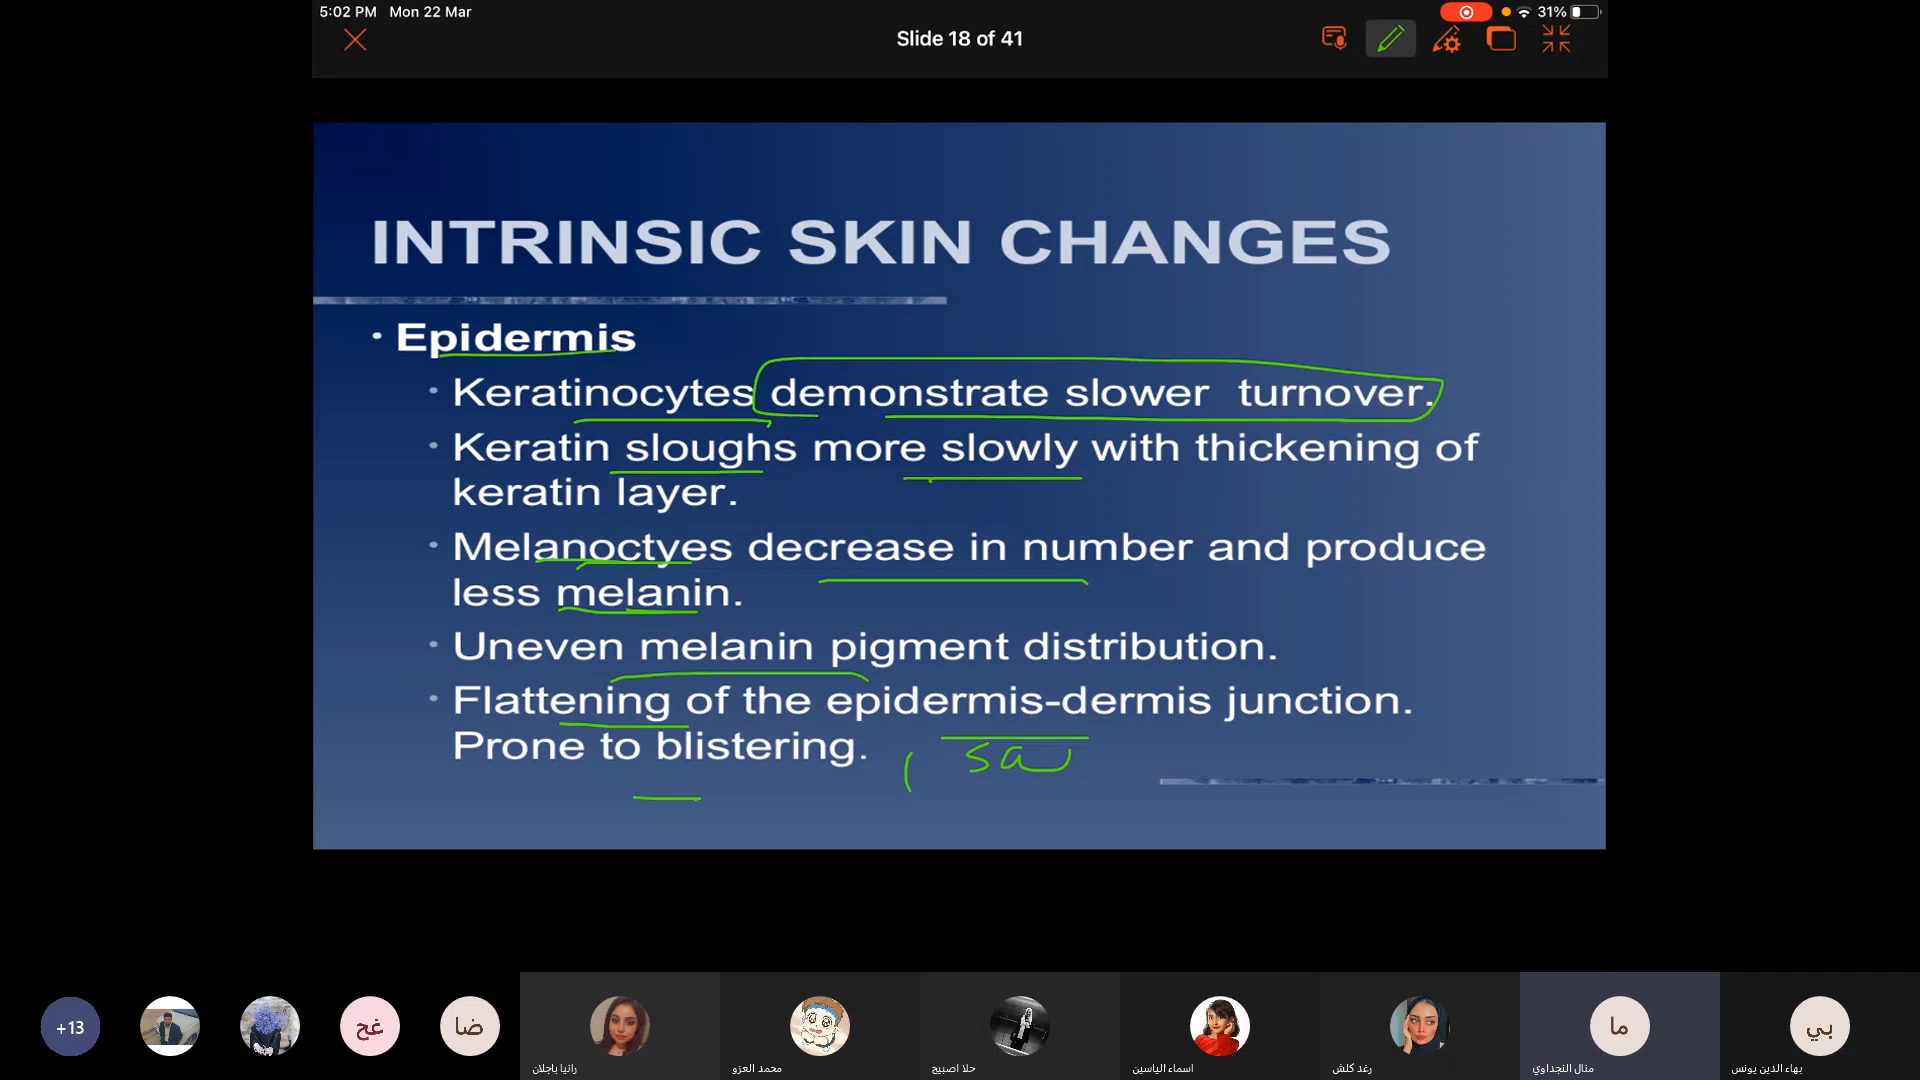 5:02 PM Mon 22 Mar
31%
Slide 18 of 41
INTRINSIC SKIN CHANGES
• Epidermis
• Keratinocytes demonstrate slower turnover.
• Keratin sloughs more slowly with thickening of
keratin layer.
• Melanoctyes decrease in number and produce
less melanin.
• Uneven melanin pigment distribution.
• Flattening of the epidermis-dermis junction.
Prone to blistering.
+13
غح
ضا
ما
بي
رانيا باجلان
محمد العزو
حلا اصبيح
اسماء الياسين
رغد كلش
منال النجداوي
بهاء الدين يونس